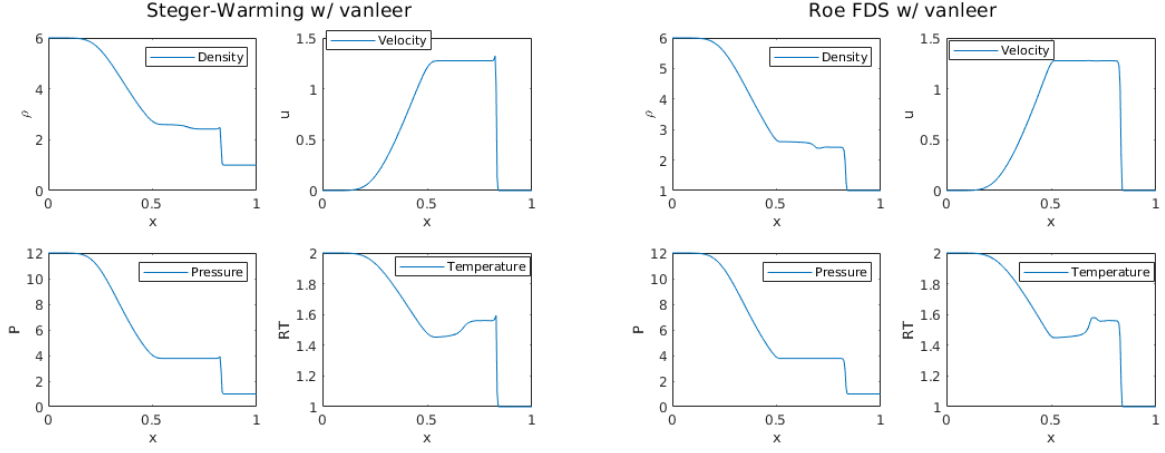 Steger-Warming w/ vanleer
6
4
2
0
ρ
Density
0
0.5
1
x
1.5
1
0.5
0
u
Velocity
0
0.5
1
x
12
10
8
6
4
2
0
P
Pressure
0
0.5
1
x
2
1.8
1.6
1.4
1.2
1
RT
Temperature
0
0.5
1
x
Roe FDS w/ vanleer
6
5
4
3
2
1
ρ
Density
0
0.5
1
x
1.5
1
0.5
0
u
Velocity
0
0.5
1
x
12
10
8
6
4
2
0
P
Pressure
0
0.5
1
x
2
1.8
1.6
1.4
1.2
1
RT
Temperature
0
0.5
1
x